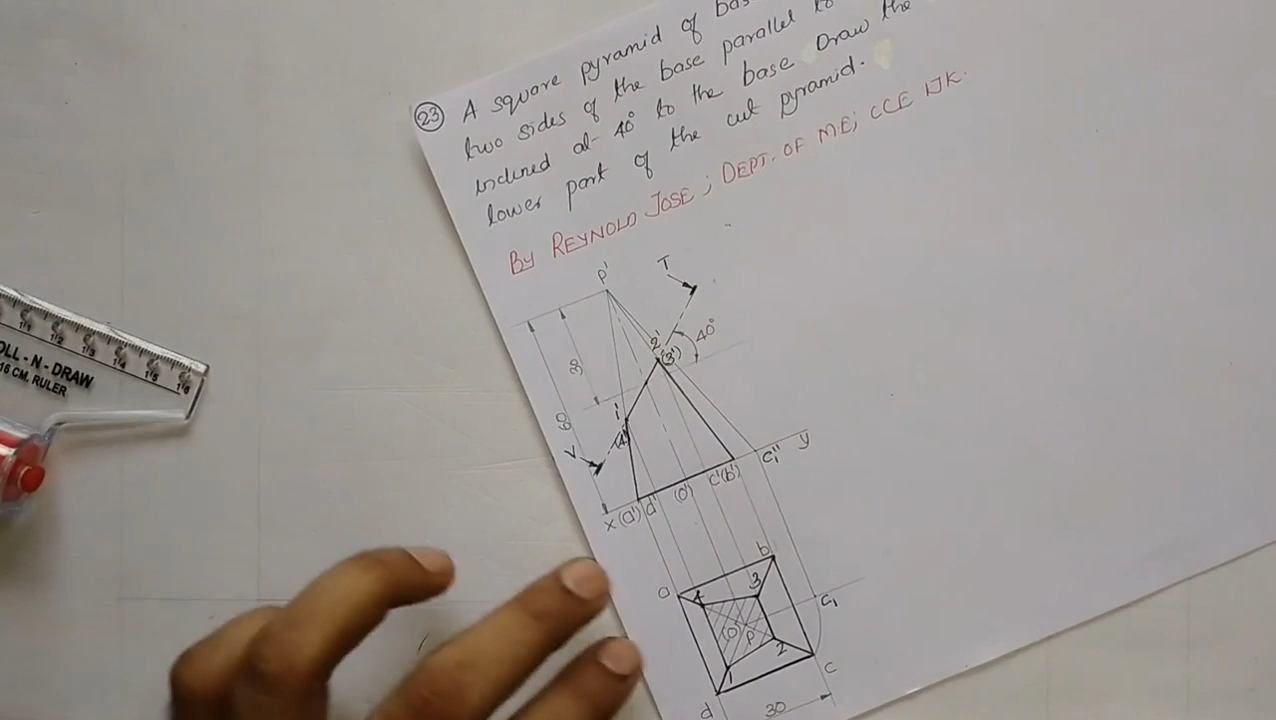 23 A square pyramid of bas
two sides of the base parallel to
inclined at 40° to the base Draw the
lower part of the cut pyramid.
By REYNOLD JOSE; DEPT. OF ME; CCE IJK.
P'
T
2'
(3')
40°
30
60
1'
(4')
V
X (a') d' (o') c'(b') c1" y
a b
4 3
(o) P
c1
1 2
d c
30
ROLL-N-DRAW
16 CM. RULER